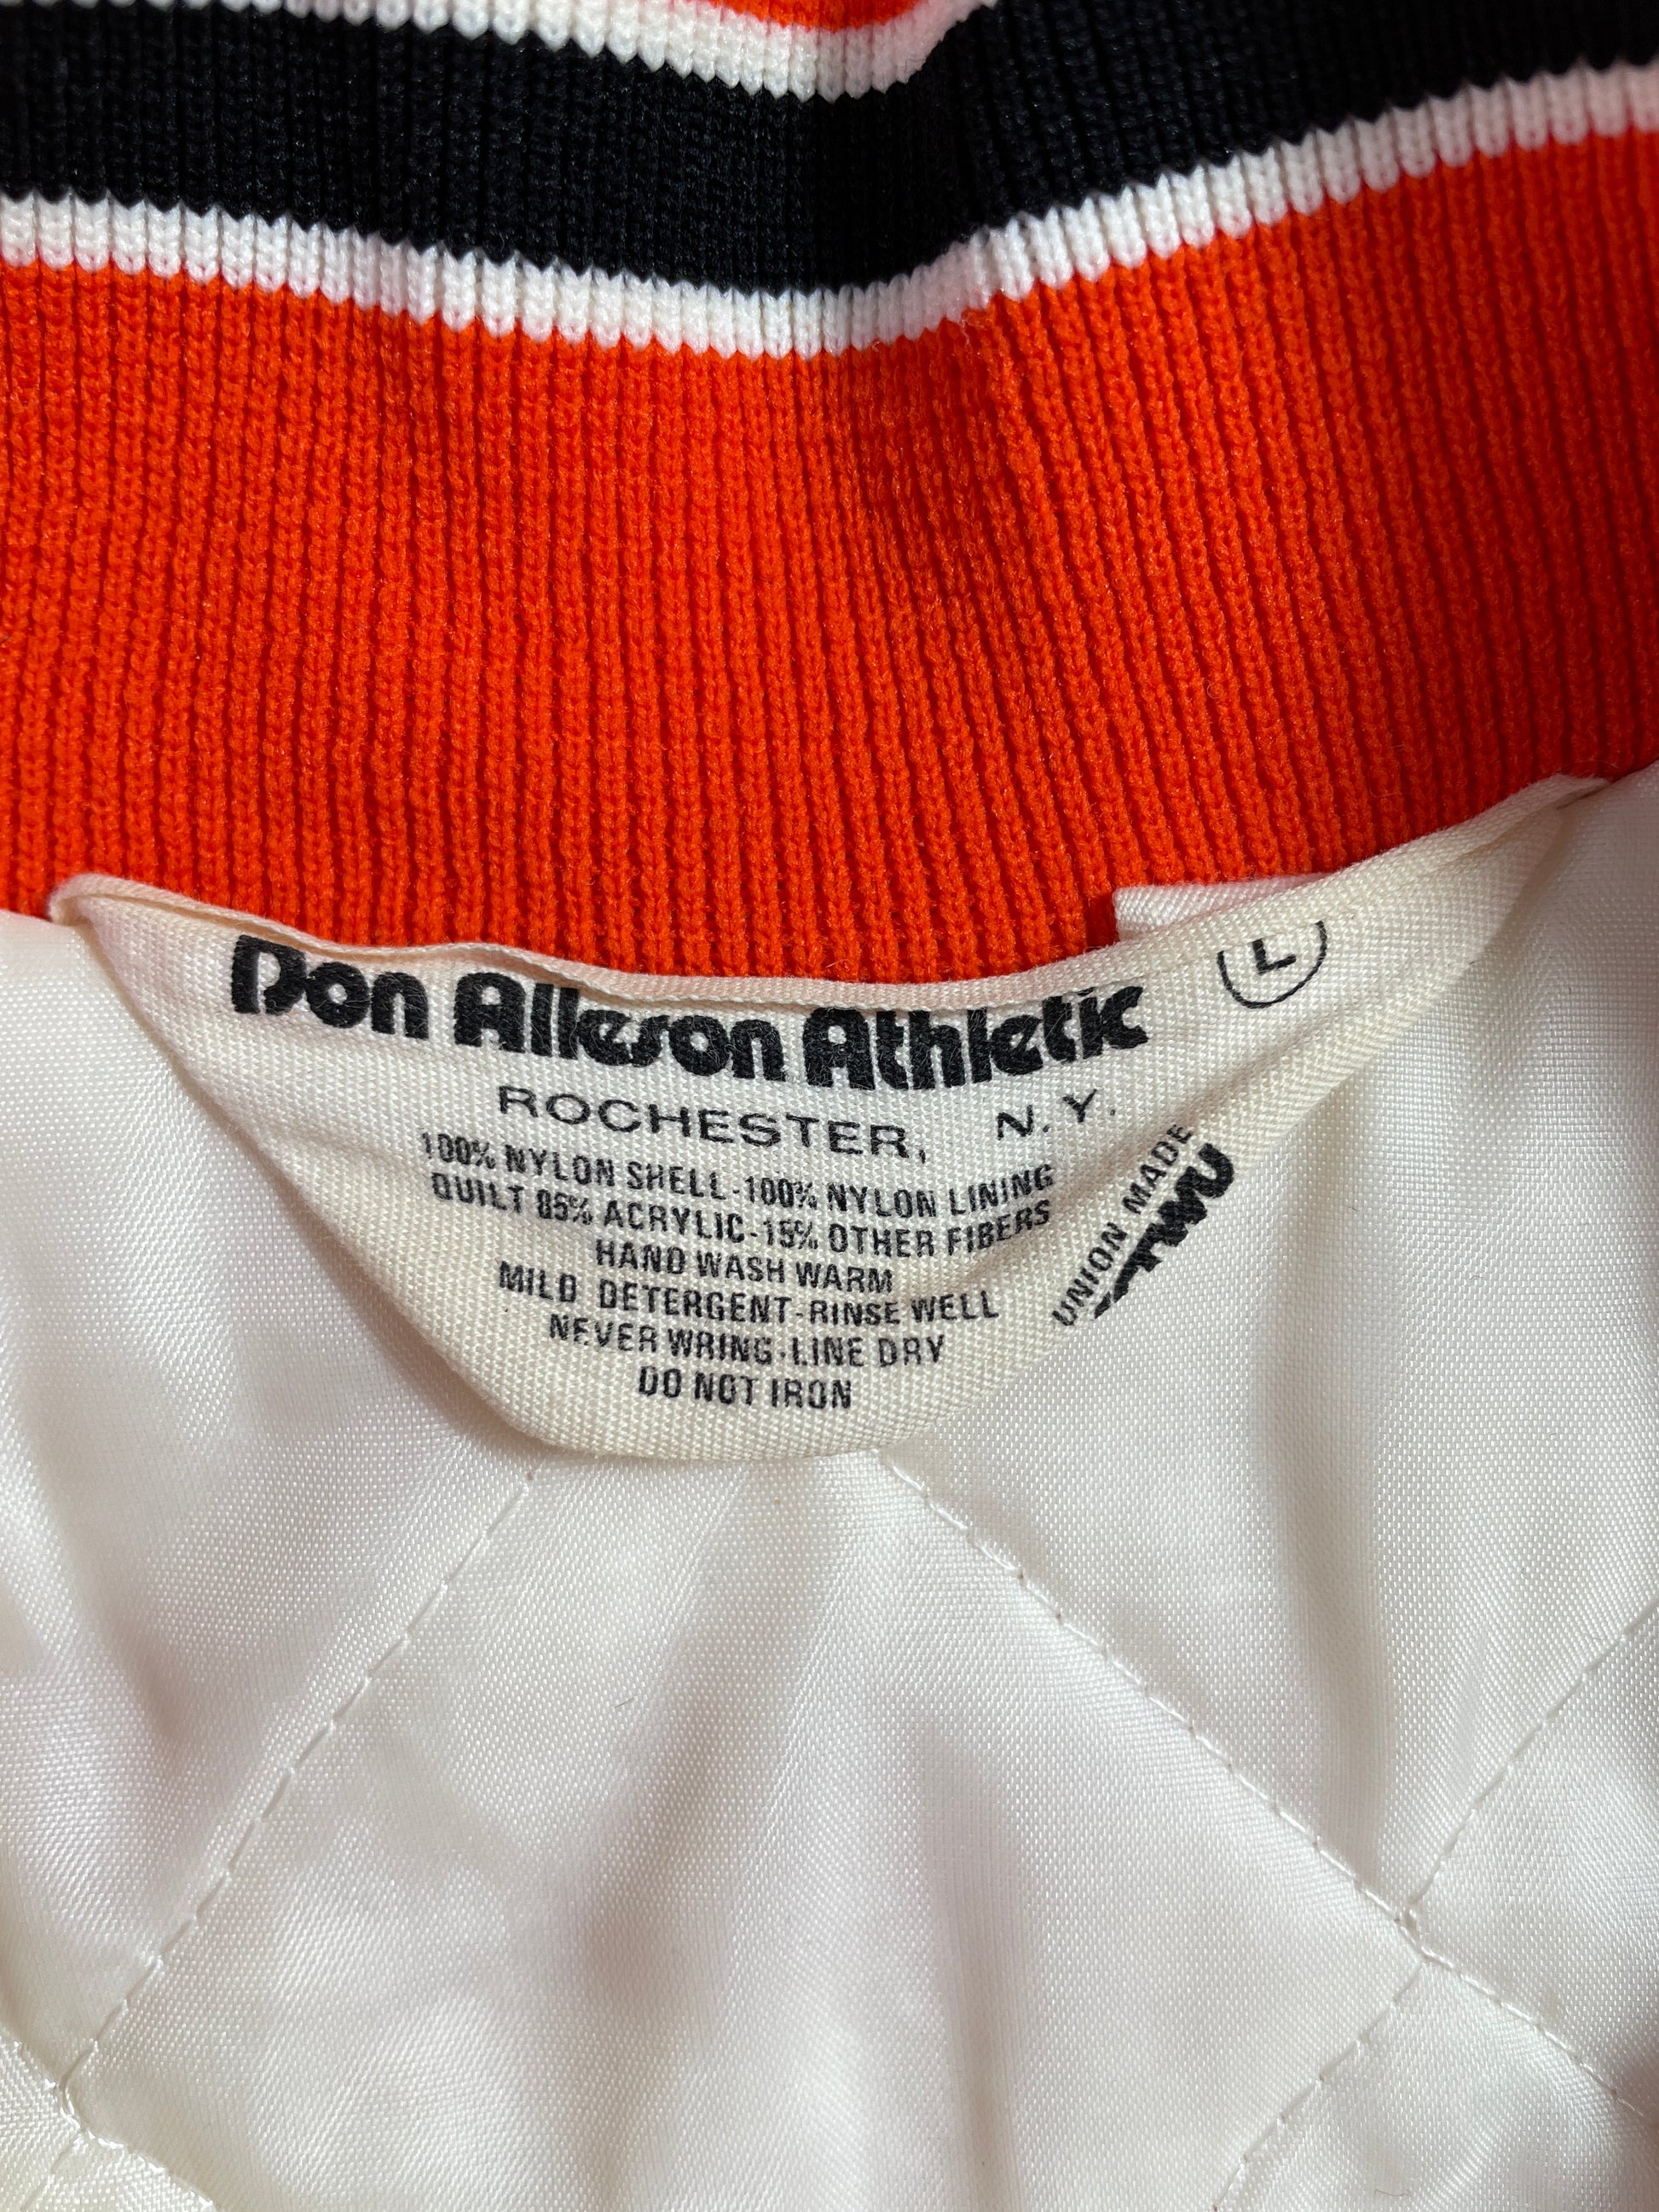 Don Alleson Athletic
L
ROCHESTER, N.Y.
100% NYLON SHELL-100% NYLON LINING
QUILT 85% ACRYLIC-15% OTHER FIBERS
HAND WASH WARM
MILD DETERGENT-RINSE WELL
NEVER WRING-LINE DRY
DO NOT IRON
UNION MADE